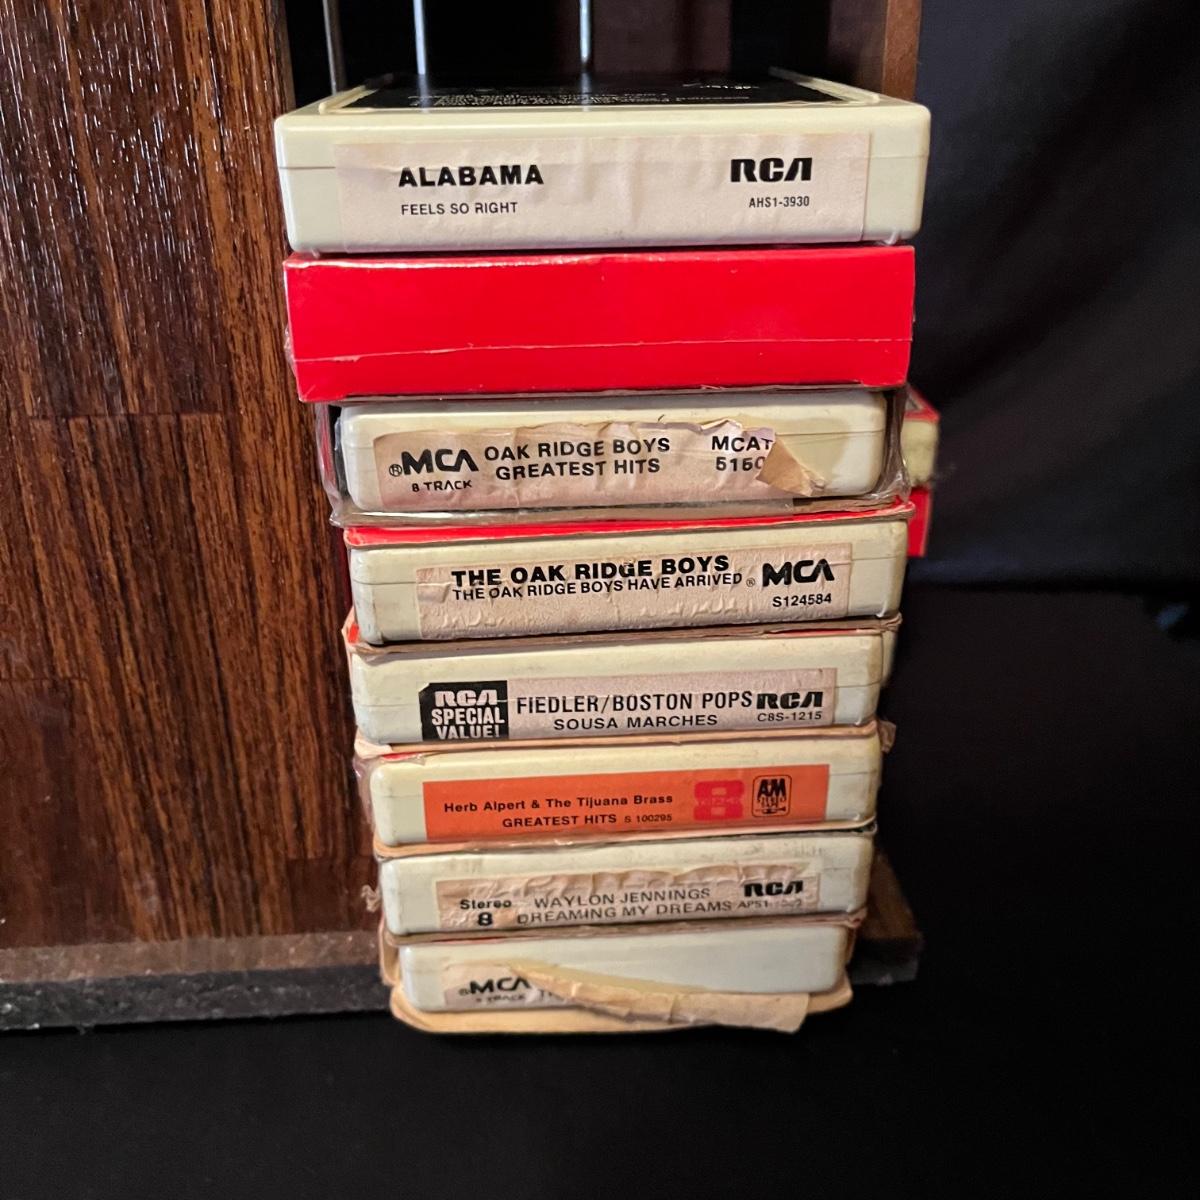 ALABAMA
RCA
FEELS SO RIGHT
AHS1-3930
®MCA
OAK RIDGE BOYS
MCAT
8 TRACK
GREATEST HITS
THE OAK RIDGE BOYS
THE OAK RIDGE BOYS HAVE ARRIVED
® MCA
S124584
RCA
SPECIAL
VALUE!
FIEDLER/BOSTON POPS
SOUSA MARCHES
RCA
C8S-1215
Herb Alpert & The Tijuana Brass
GREATEST HITS S 100295
8
TRACK
A&M
Stereo
8
WAYLON JENNINGS
DREAMING MY DREAMS
RCA
®MCA
8 TRACK